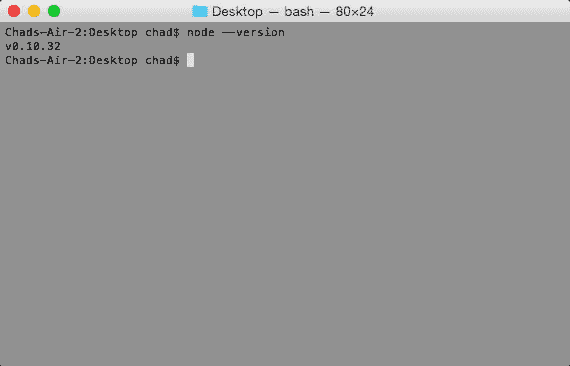 Desktop — bash — 80×24
Chads-Air-2:Desktop chad$ node --version
v0.10.32
Chads-Air-2:Desktop chad$